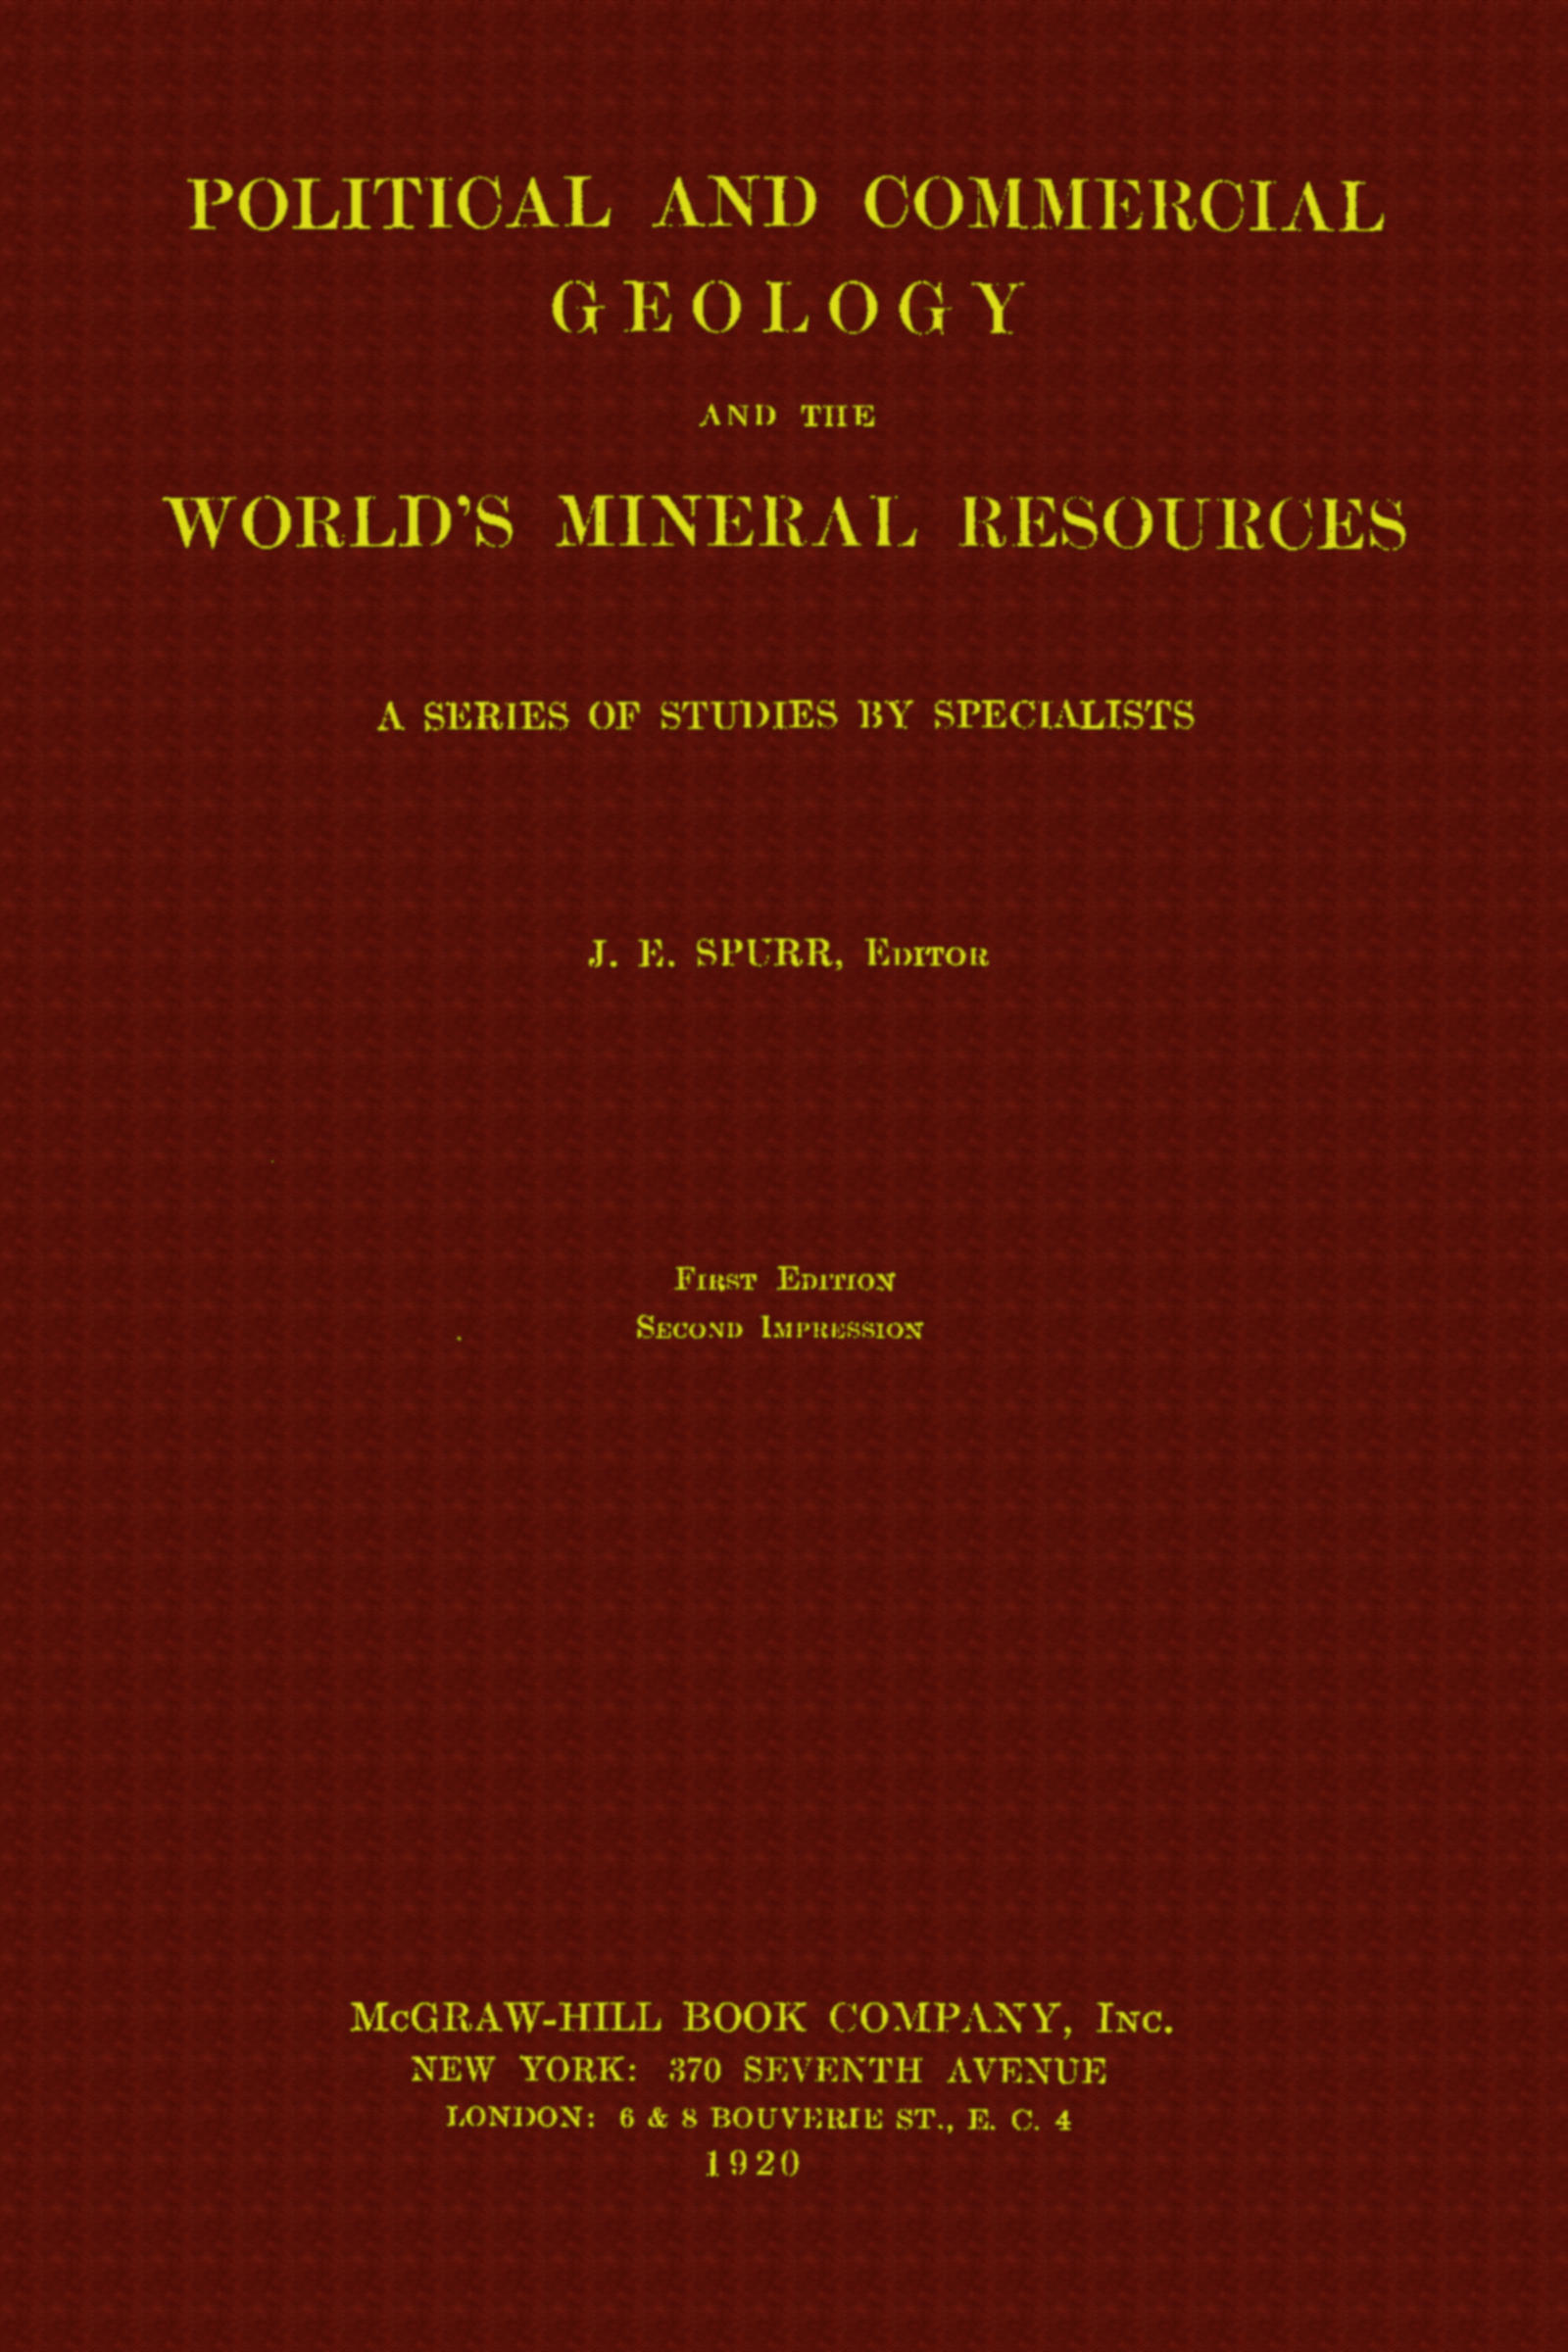 POLITICAL AND COMMERCIAL
GEOLOGY
AND THE
WORLD'S MINERAL RESOURCES
A SERIES OF STUDIES BY SPECIALISTS
J. E. SPURR, EDITOR
FIRST EDITION
SECOND IMPRESSION
McGRAW-HILL BOOK COMPANY, INC.
NEW YORK: 370 SEVENTH AVENUE
LONDON: 6 & 8 BOUVERIE ST., E. C. 4
1920